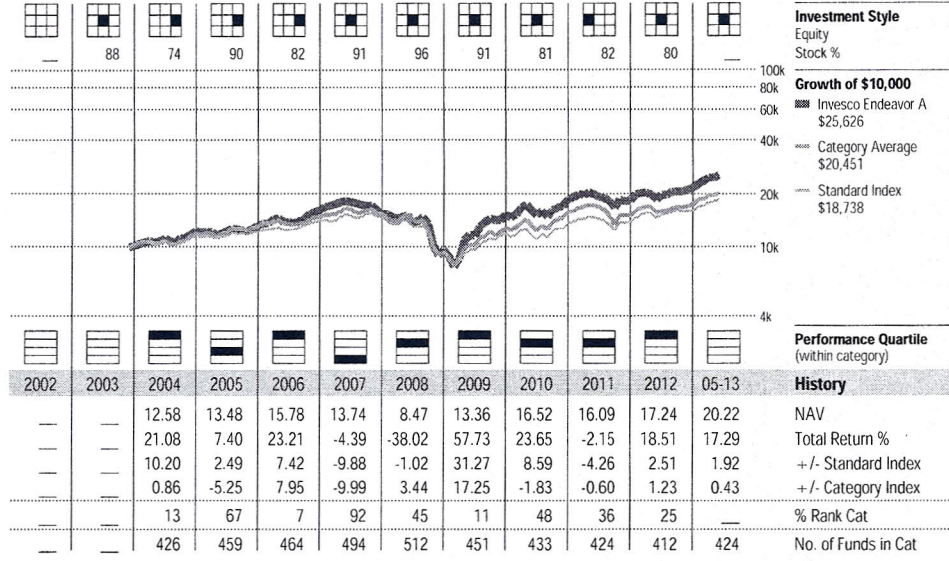 Investment Style
Equity
Stock %
— 88 74 90 82 91 96 91 81 82 80 —
100k
80k
60k
40k
20k
10k
4k
Growth of $10,000
Invesco Endeavor A
$25,626
Category Average
$20,451
Standard Index
$18,738
Performance Quartile
(within category)
2002 2003 2004 2005 2006 2007 2008 2009 2010 2011 2012 05-13 History
— — 12.58 13.48 15.78 13.74 8.47 13.36 16.52 16.09 17.24 20.22 NAV
— — 21.08 7.40 23.21 -4.39 -38.02 57.73 23.65 -2.15 18.51 17.29 Total Return %
— — 10.20 2.49 7.42 -9.88 -1.02 31.27 8.59 -4.26 2.51 1.92 +/- Standard Index
— — 0.86 -5.25 7.95 -9.99 3.44 17.25 -1.83 -0.60 1.23 0.43 +/- Category Index
— — 13 67 7 92 45 11 48 36 25 — % Rank Cat
— — 426 459 464 494 512 451 433 424 412 424 No. of Funds in Cat